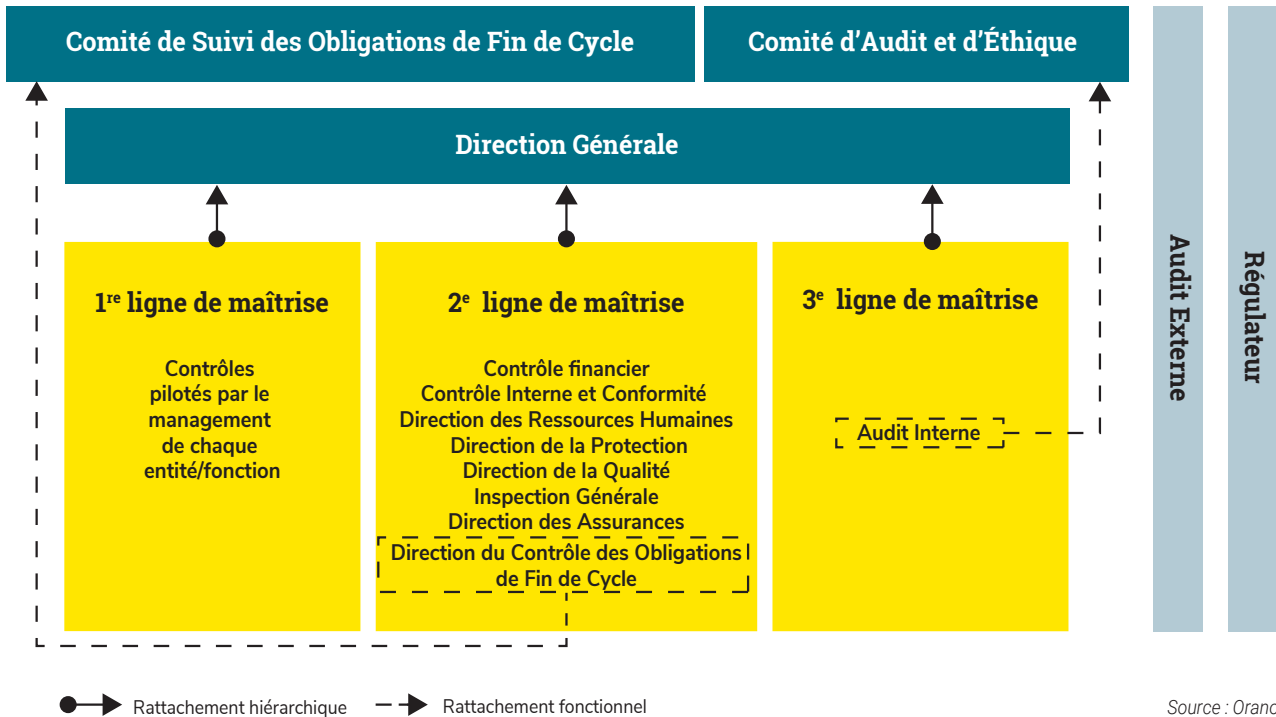 Comité de Suivi des Obligations de Fin de Cycle
Comité d'Audit et d'Éthique
Direction Générale
1re ligne de maîtrise
Contrôles
pilotés par le
management
de chaque
entité/fonction
2e ligne de maîtrise
Contrôle financier
Contrôle Interne et Conformité
Direction des Ressources Humaines
Direction de la Protection
Direction de la Qualité
Inspection Générale
Direction des Assurances
Direction du Contrôle des Obligations
de Fin de Cycle
3e ligne de maîtrise
Audit Interne
Audit Externe
Régulateur
Rattachement hiérarchique
Rattachement fonctionnel
Source : Orano